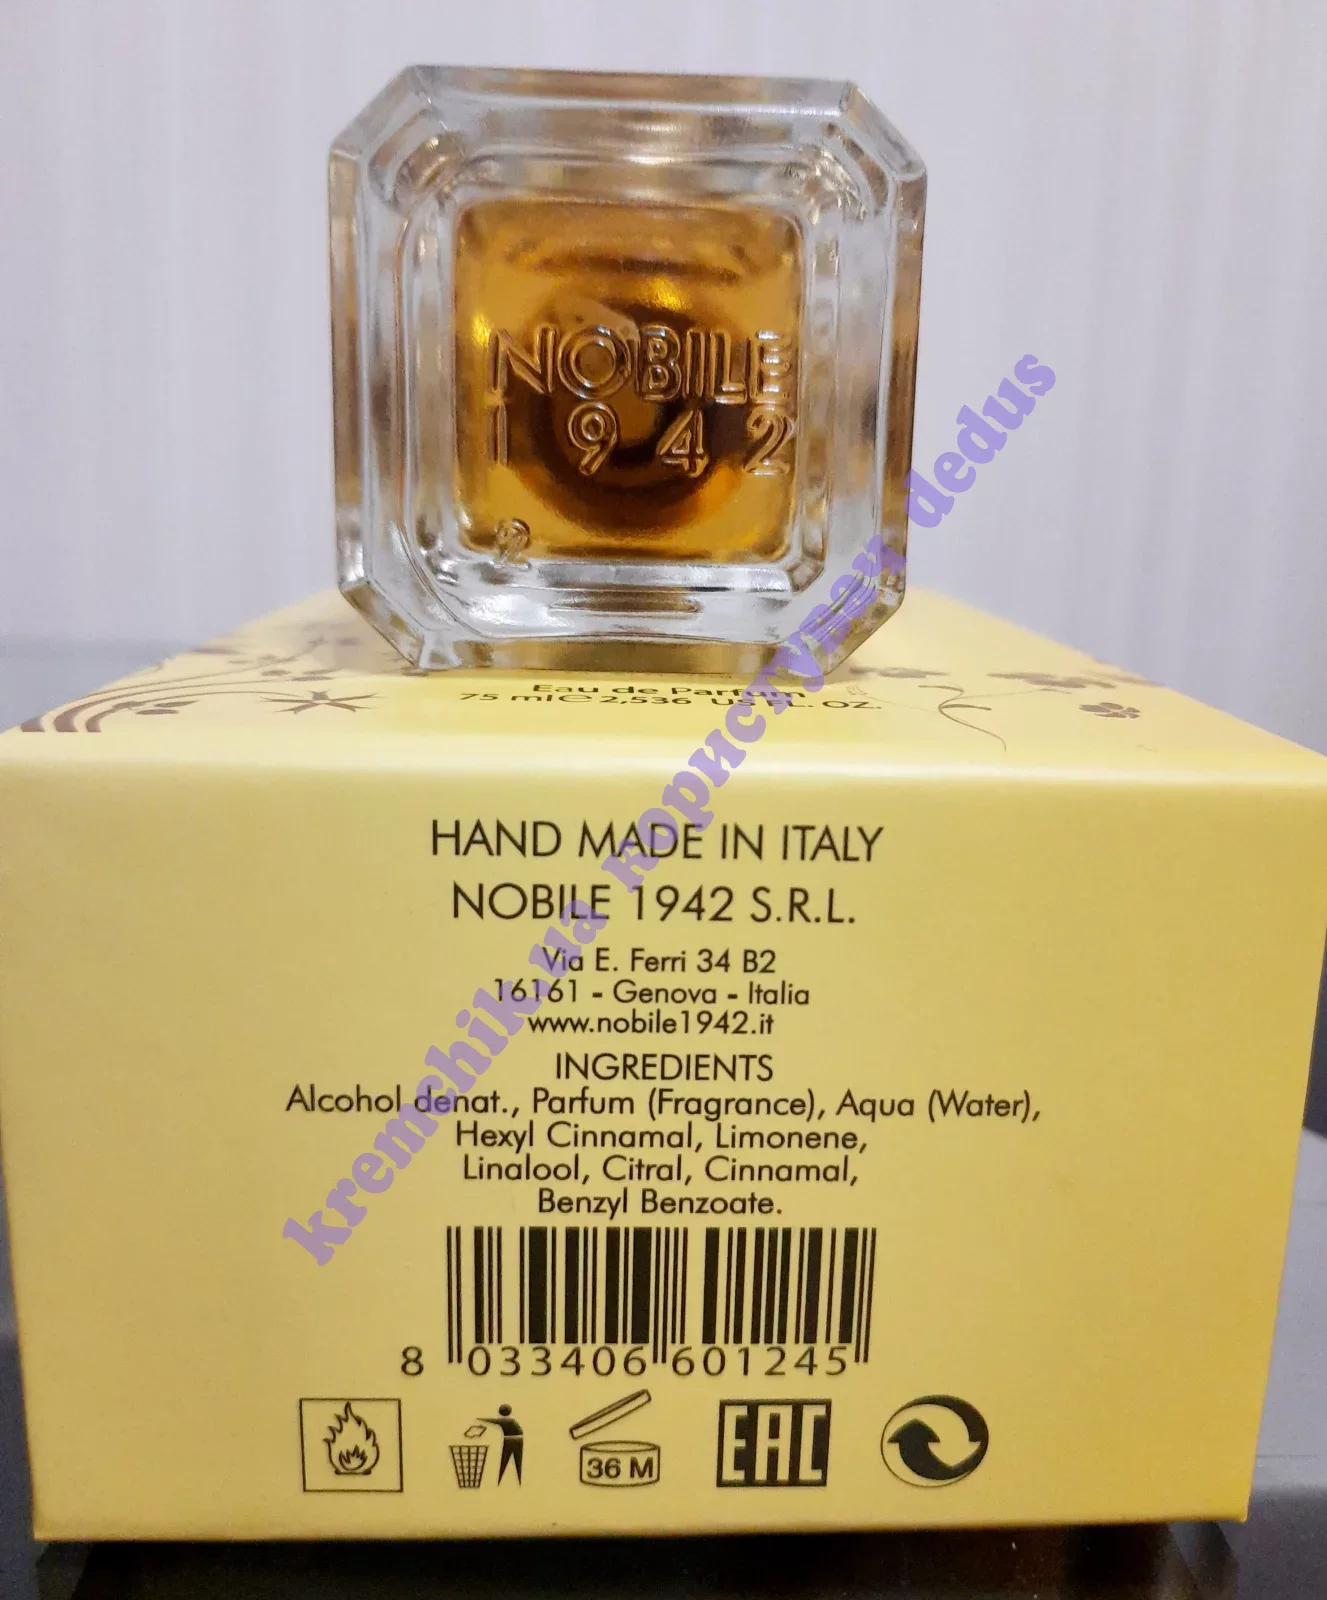 NOBILE
1942
2
Eau de Parfum
75 ml e 2,536 US FL. OZ.
HAND MADE IN ITALY
NOBILE 1942 S.R.L.
Via E. Ferri 34 B2
16161 - Genova - Italia
www.nobile1942.it
INGREDIENTS
Alcohol denat., Parfum (Fragrance), Aqua (Water),
Hexyl Cinnamal, Limonene,
Linalool, Citral, Cinnamal,
Benzyl Benzoate.
8 033406 601245
36 M
EAC
kremchik.ua користувач dedus